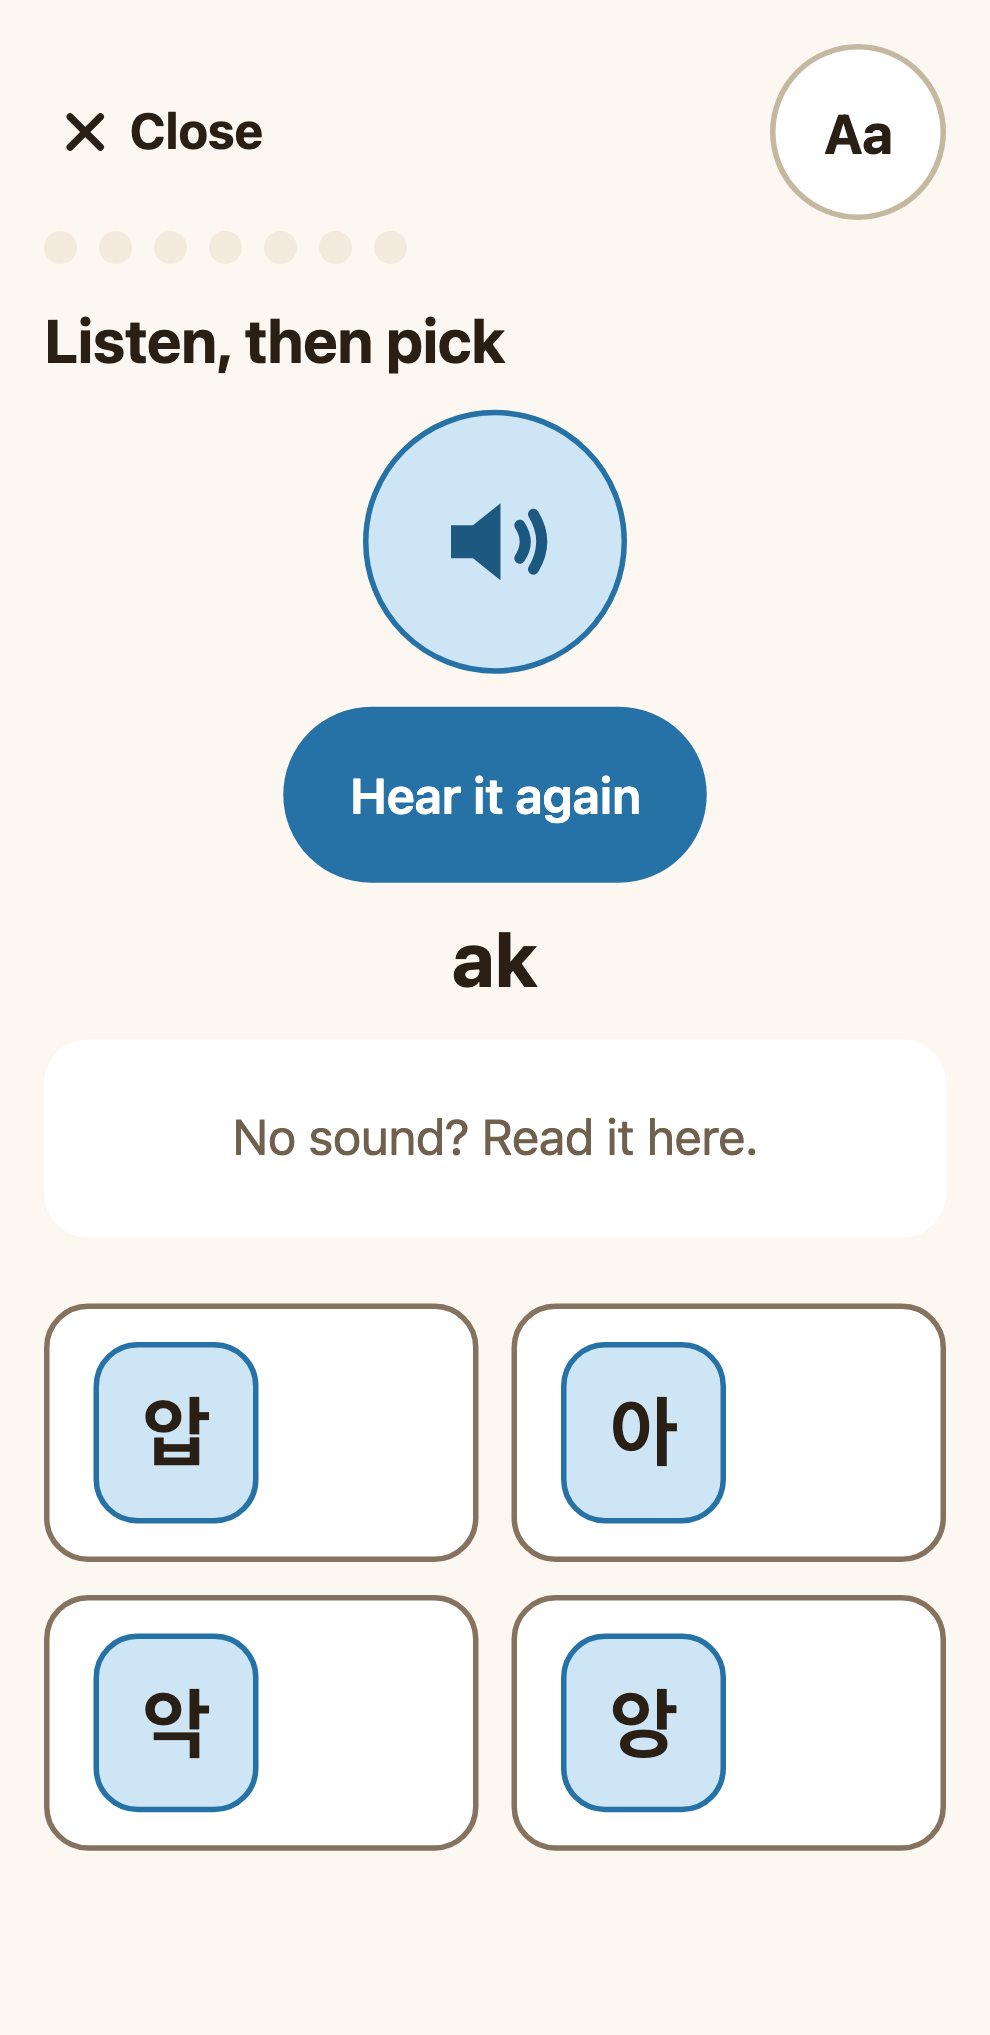 Close
Aa
Listen, then pick
Hear it again
ak
No sound? Read it here.
압
아
악
앙